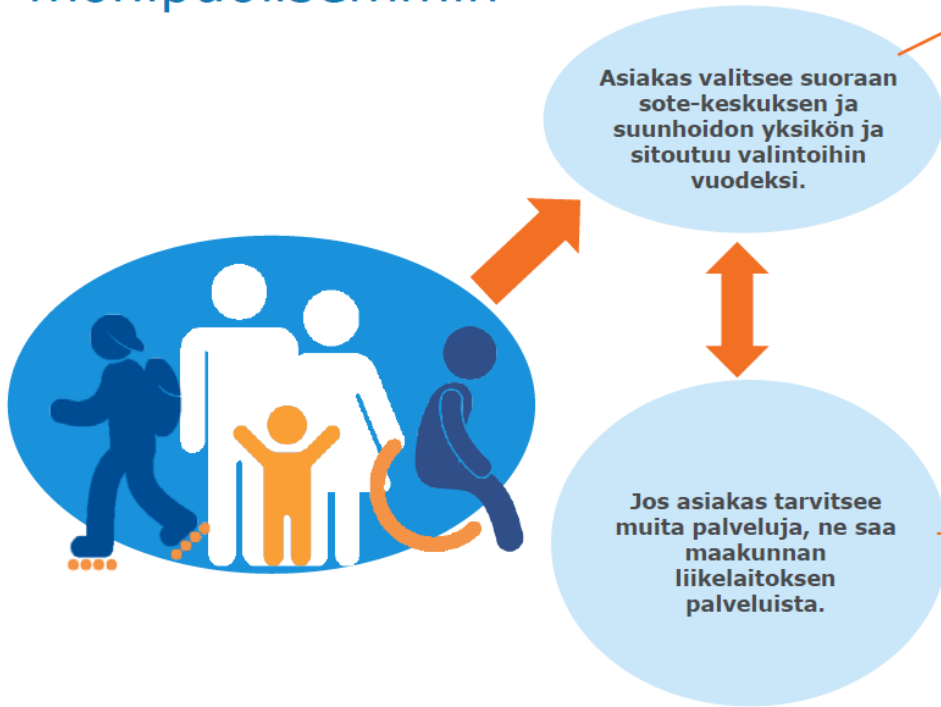 monipuolisemmin
Asiakas valitsee suoraan
sote-keskuksen ja
suunhoidon yksikön ja
sitoutuu valintoihin
vuodeksi.
Jos asiakas tarvitsee
muita palveluja, ne saa
maakunnan
liikelaitoksen
palveluista.